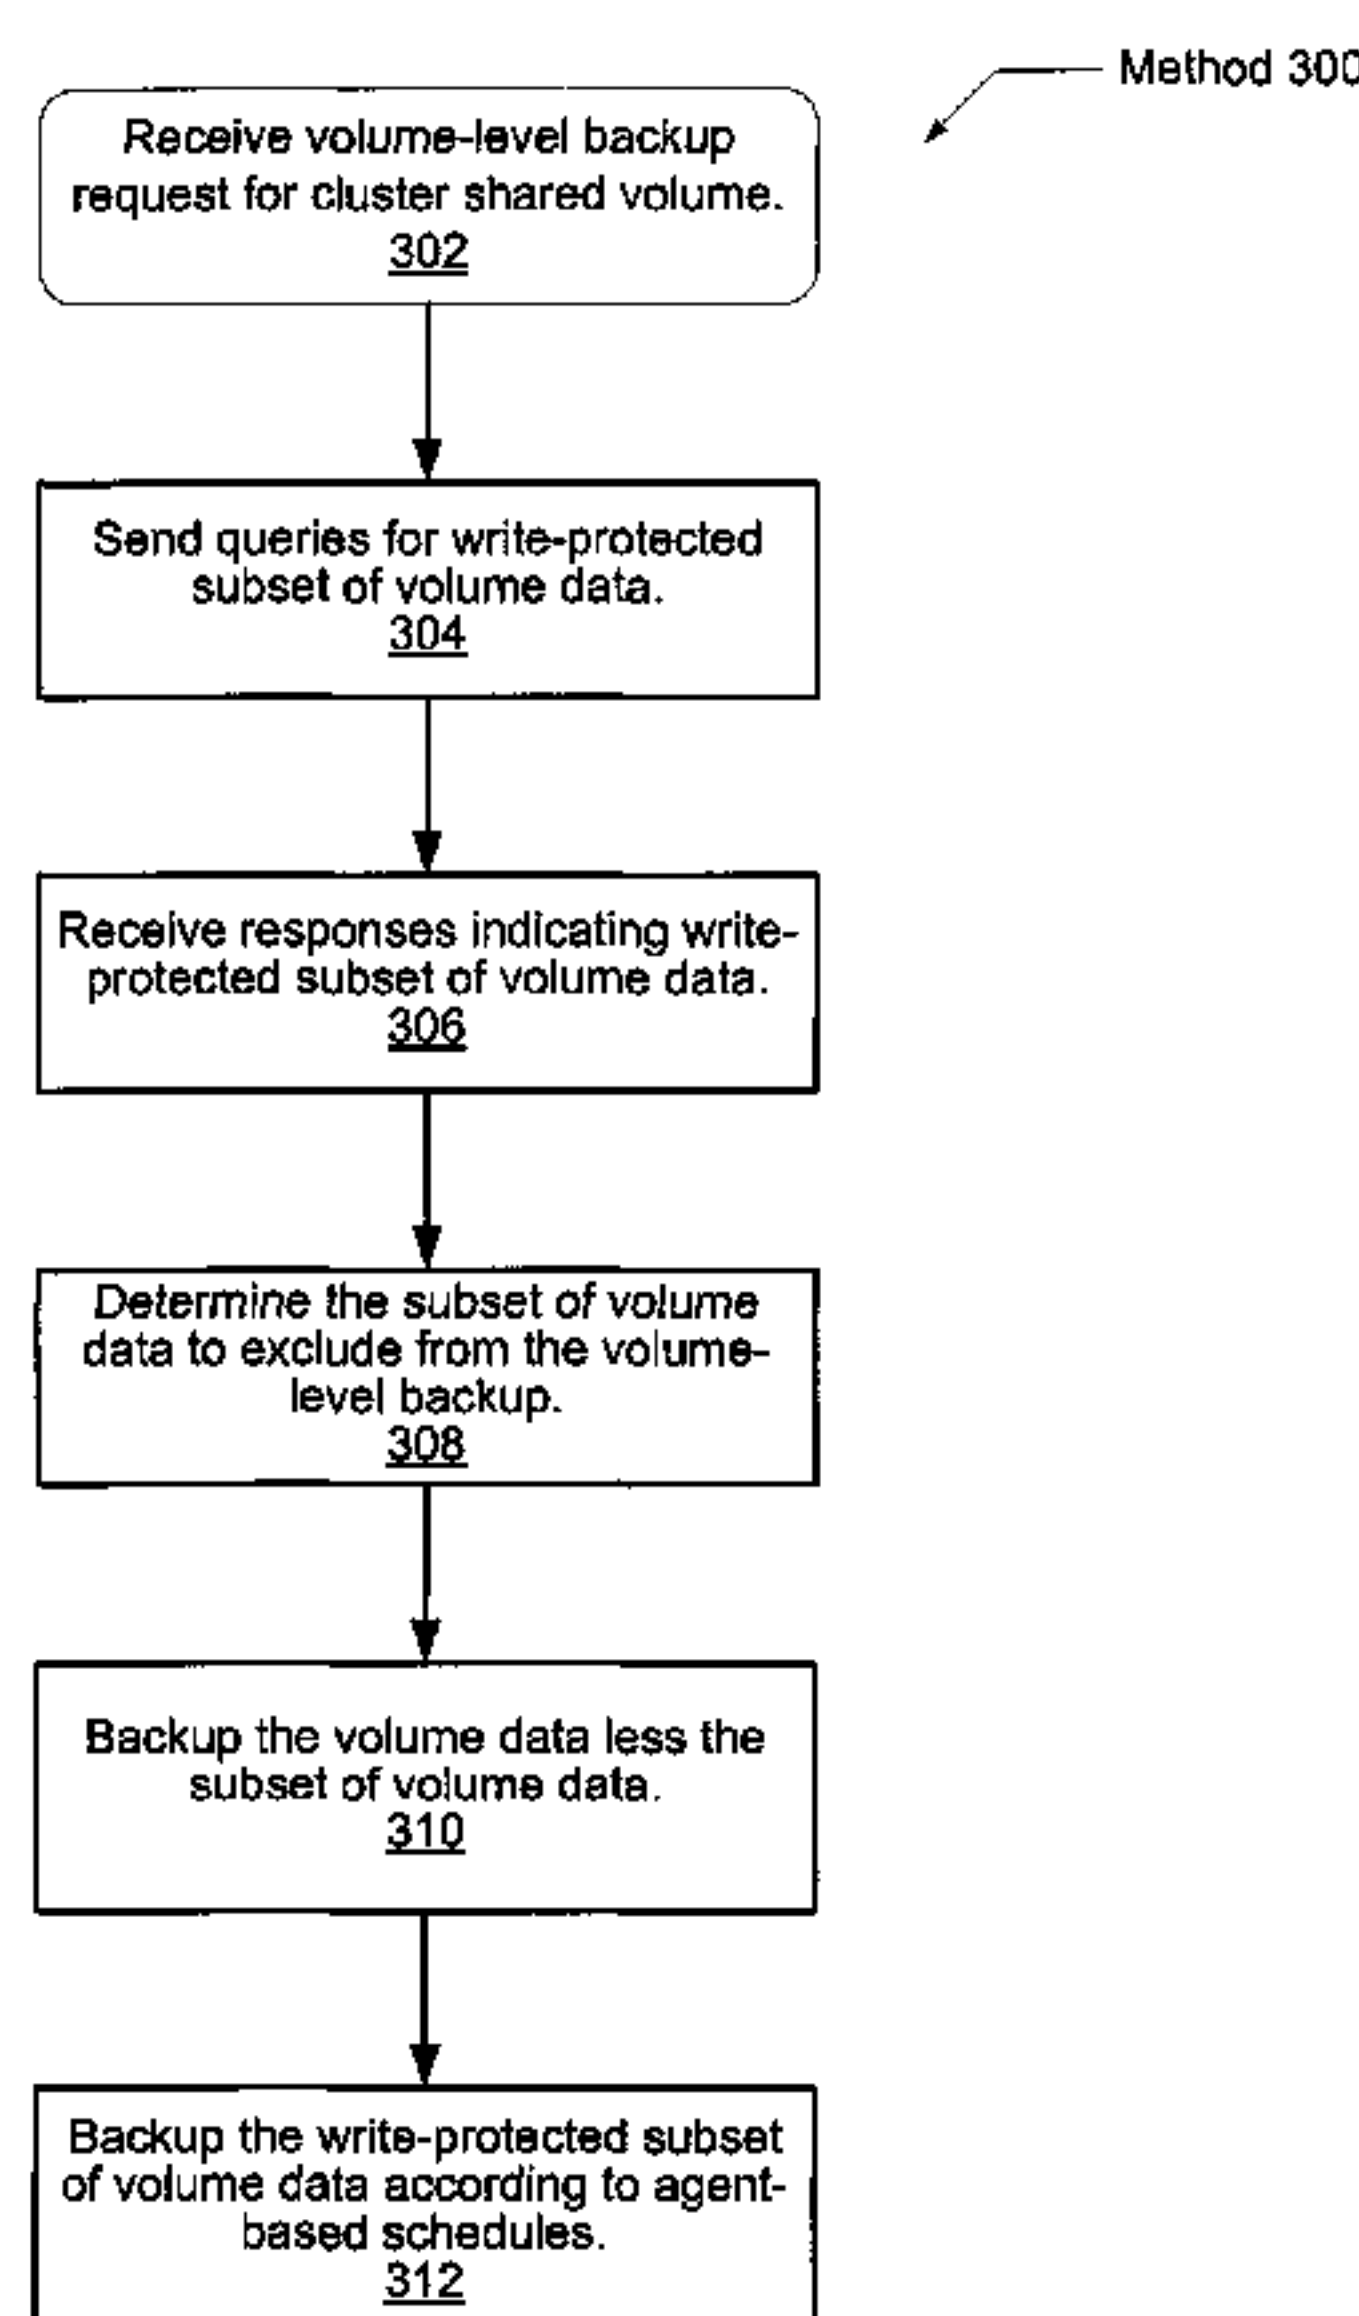 Method 300
Receive volume-level backup
request for cluster shared volume.
302
Send queries for write-protected
subset of volume data.
304
Receive responses indicating write-
protected subset of volume data.
306
Determine the subset of volume
data to exclude from the volume-
level backup.
308
Backup the volume data less the
subset of volume data.
310
Backup the write-protected subset
of volume data according to agent-
based schedules.
312